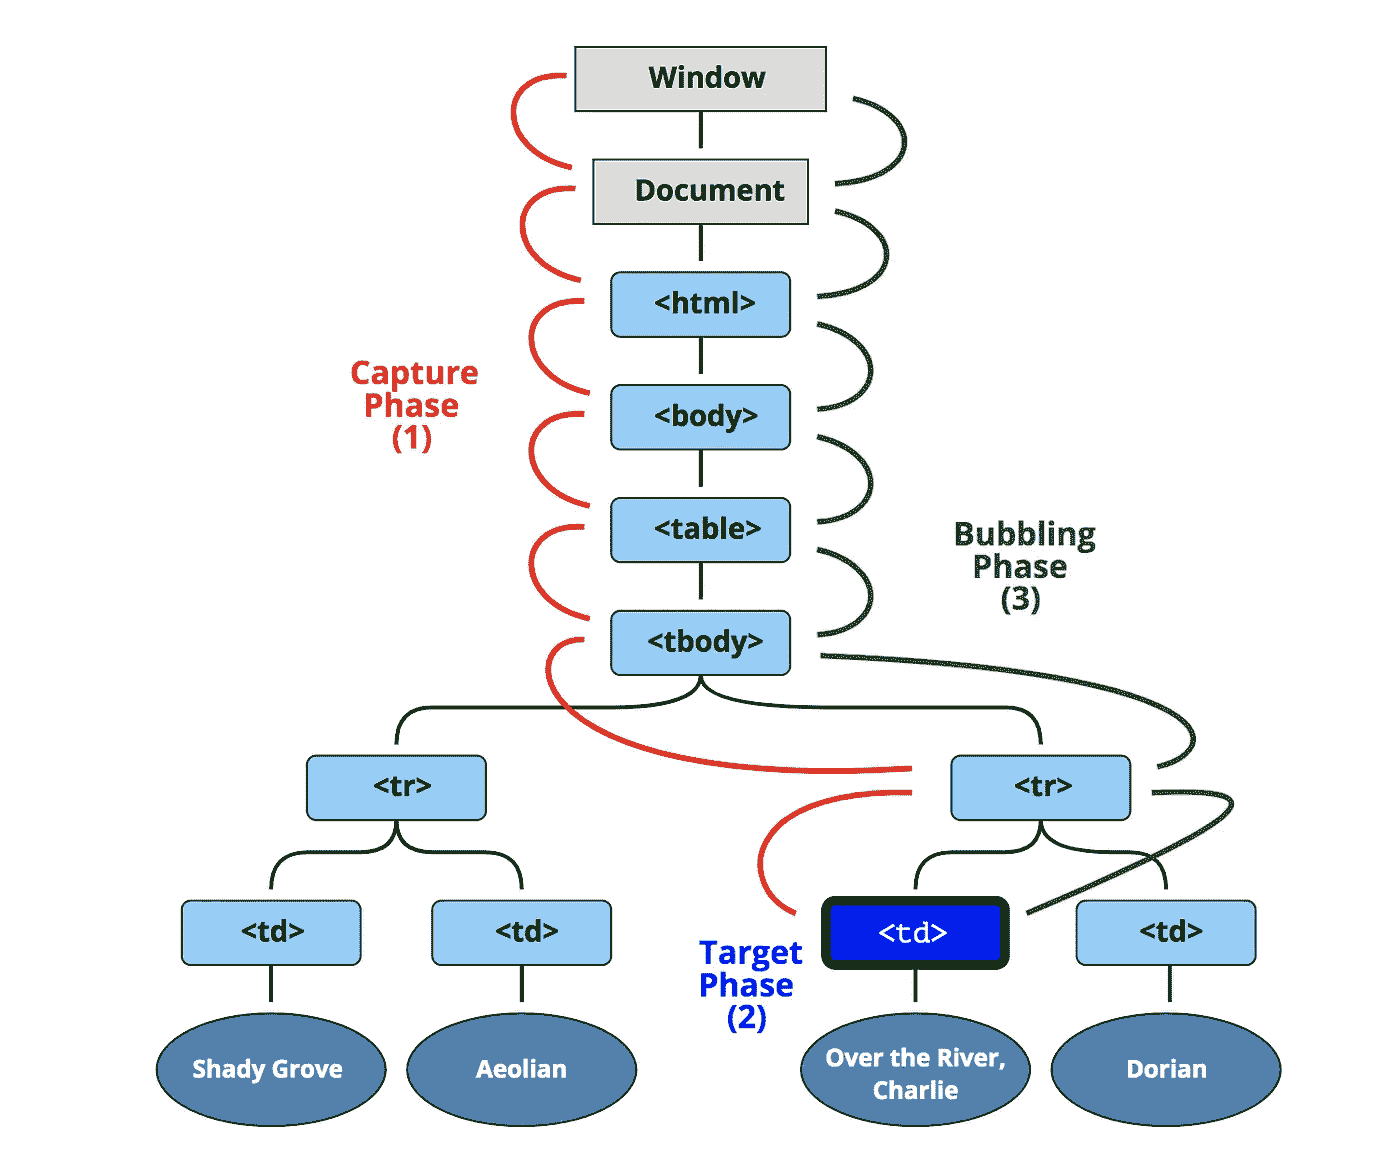 Window
Document
<html>
Capture
Phase
(1)
<body>
<table>
Bubbling
Phase
(3)
<tbody>
<tr>
<tr>
<td>
<td>
<td>
<td>
Target
Phase
(2)
Shady Grove
Aeolian
Over the River,
Charlie
Dorian